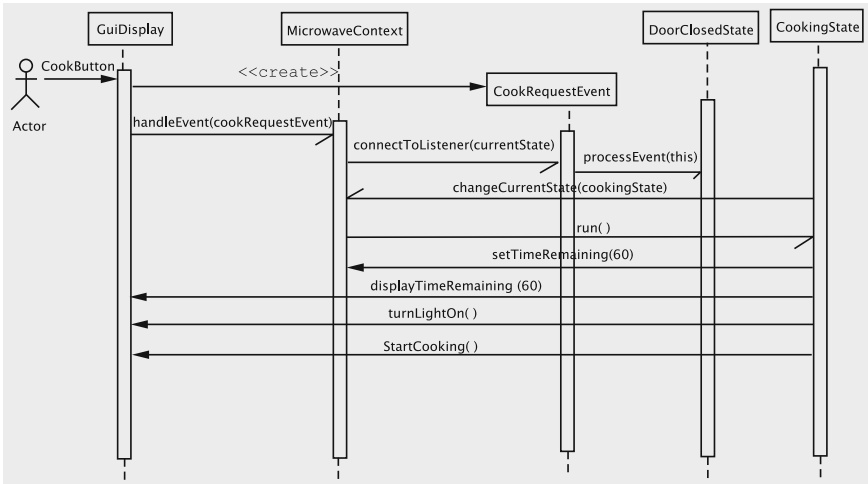 GuiDisplay
MicrowaveContext
DoorClosedState
CookingState
CookButton
<<create>>
CookRequestEvent
Actor
handleEvent(cookRequestEvent)
connectToListener(currentState)
processEvent(this)
changeCurrentState(cookingState)
run( )
setTimeRemaining(60)
displayTimeRemaining (60)
turnLightOn( )
StartCooking( )